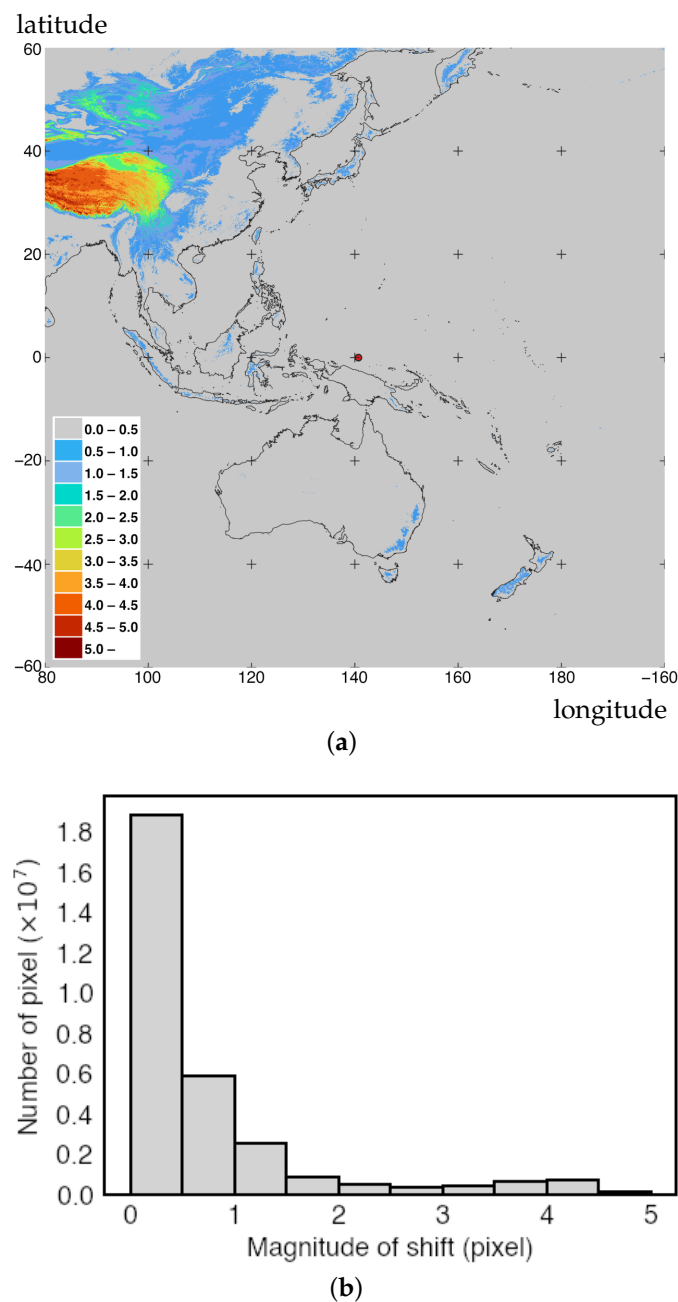 latitude
60
40
20
0
−20
−40
−60
0.0 – 0.5
0.5 – 1.0
1.0 – 1.5
1.5 – 2.0
2.0 – 2.5
2.5 – 3.0
3.0 – 3.5
3.5 – 4.0
4.0 – 4.5
4.5 – 5.0
5.0 –
80 100 120 140 160 180 −160
longitude
(a)
Number of pixel (×10⁷)
1.8
1.6
1.4
1.2
1.0
0.8
0.6
0.4
0.2
0.0
0 1 2 3 4 5
Magnitude of shift (pixel)
(b)